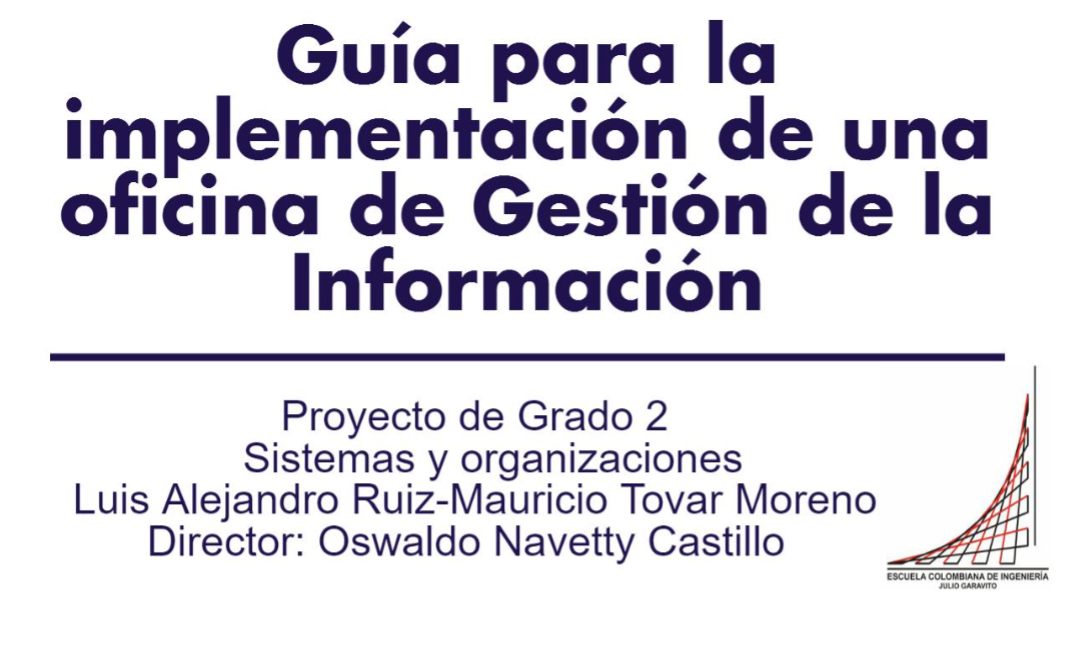 Guía para la
implementación de una
oficina de Gestión de la
Información
Proyecto de Grado 2
Sistemas y organizaciones
Luis Alejandro Ruiz-Mauricio Tovar Moreno
Director: Oswaldo Navetty Castillo
ESCUELA COLOMBIANA DE INGENIERÍA
JULIO GARAVITO